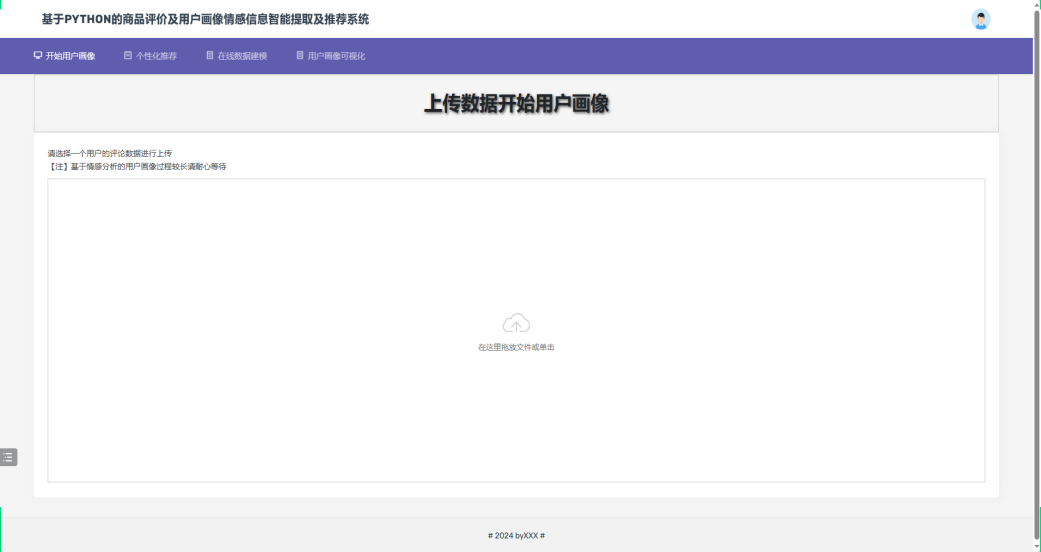 基于PYTHON的商品评价及用户画像情感信息智能提取及推荐系统
开始用户画像 个性化推荐 在线数据建模 用户画像可视化
上传数据开始用户画像
请选择一个用户的评论数据进行上传
【注】基于情感分析的用户画像过程较长请耐心等待
在这里拖放文件或单击
# 2024 byXXX #